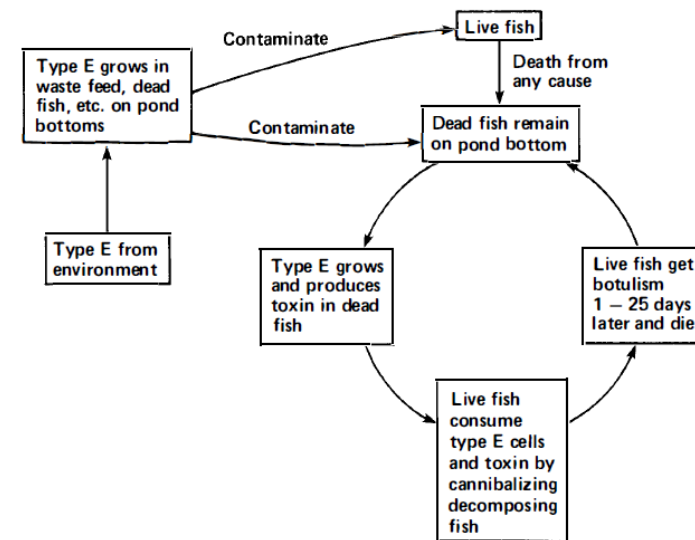 Live fish
Contaminate
Death from
any cause
Type E grows in
waste feed, dead
fish, etc. on pond
bottoms
Contaminate
Dead fish remain
on pond bottom
Type E from
environment
Type E grows
and produces
toxin in dead
fish
Live fish get
botulism
1 – 25 days
later and die
Live fish
consume
type E cells
and toxin by
cannibalizing
decomposing
fish